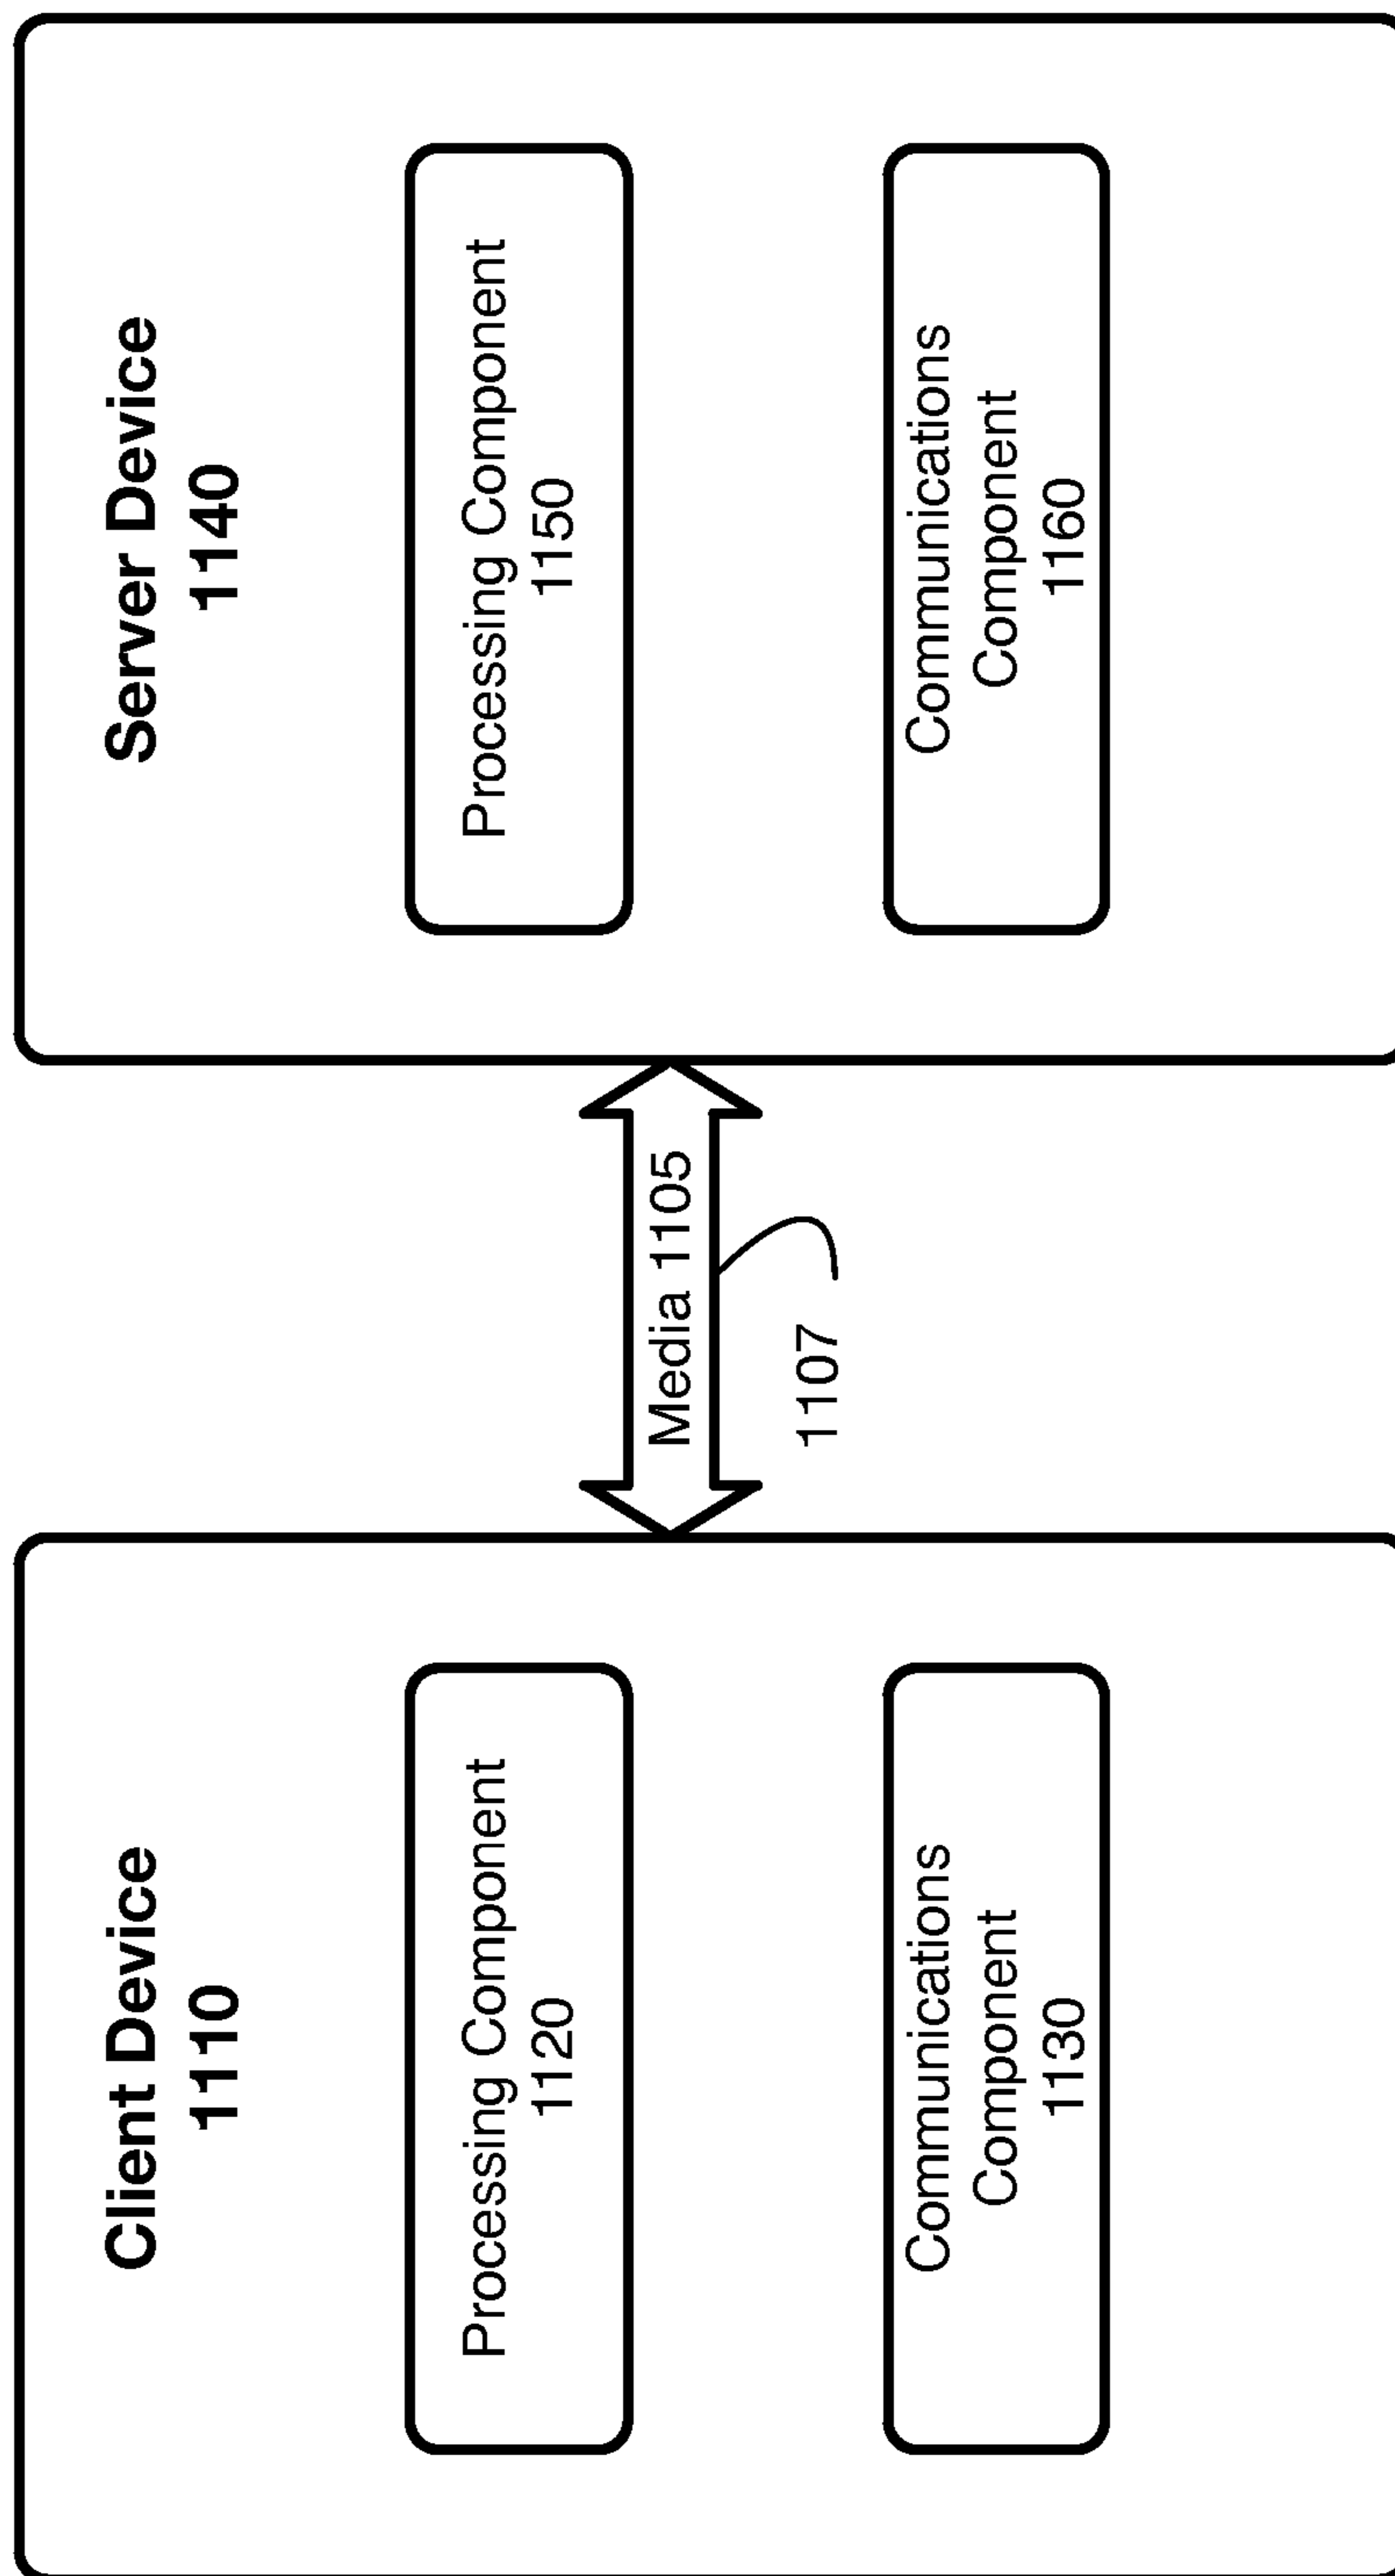 Client Device
1110
Processing Component
1120
Communications
Component
1130
Media 1105
1107
Server Device
1140
Processing Component
1150
Communications
Component
1160